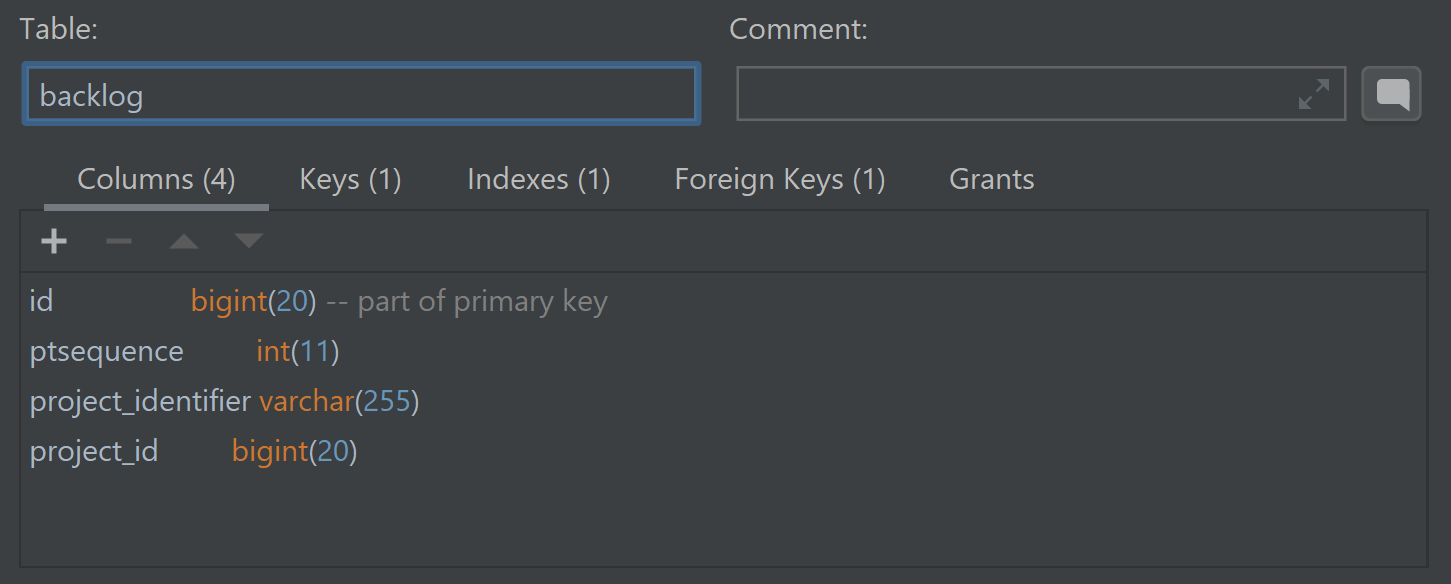 Table:
Comment:
backlog
Columns (4) Keys (1) Indexes (1) Foreign Keys (1) Grants
id bigint(20) -- part of primary key
ptsequence int(11)
project_identifier varchar(255)
project_id bigint(20)